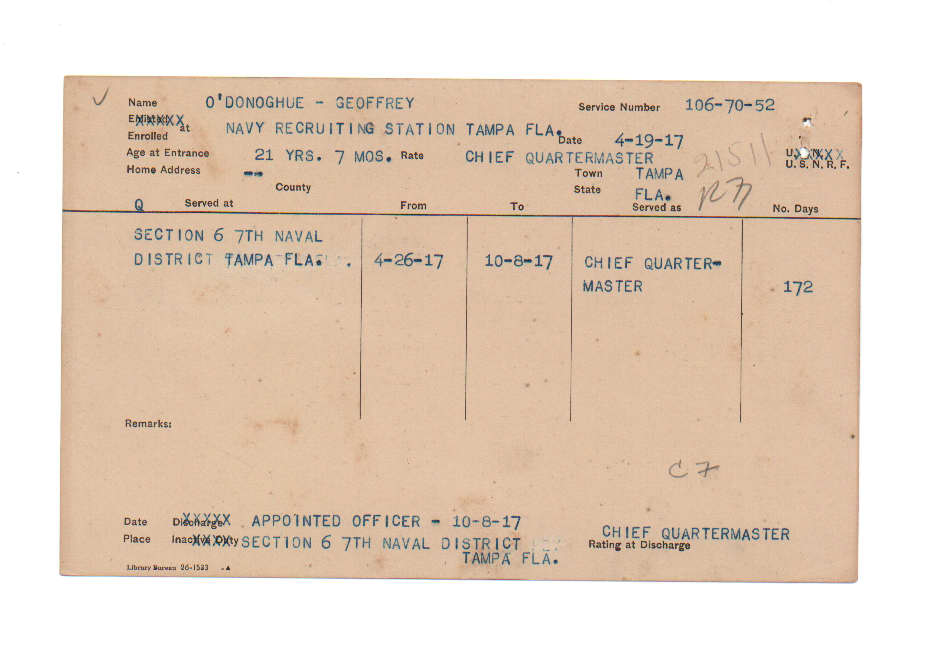 Name O'DONOGHUE - GEOFFREY Service Number 106-70-52
Enlisted at
Enrolled NAVY RECRUITING STATION TAMPA FLA. Date 4-19-17
Age at Entrance 21 YRS. 7 MOS. Rate CHIEF QUARTERMASTER U. S. N.
Home Address -- Town TAMPA U. S. N. R. F.
County State FLA.
Q Served at From To Served as No. Days
SECTION 6 7TH NAVAL
DISTRICT TAMPA FLA. 4-26-17 10-8-17 CHIEF QUARTER-
MASTER 172
Remarks:
C7
Date Discharge APPOINTED OFFICER - 10-8-17 CHIEF QUARTERMASTER
Place Inactive Duty SECTION 6 7TH NAVAL DISTRICT Rating at Discharge
TAMPA FLA.
Library Bureau 26-1583